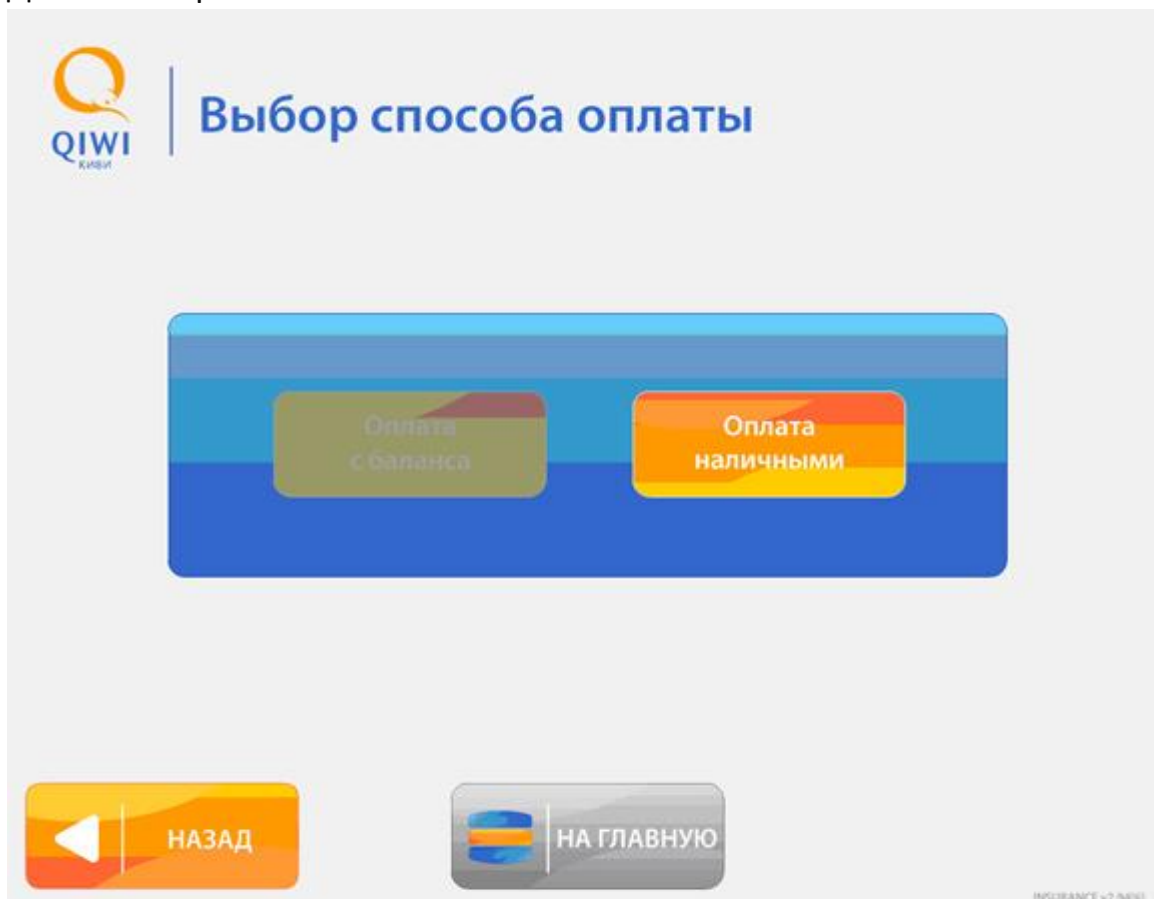 QIWI
КИВИ
Выбор способа оплаты
Оплата
с баланса
Оплата
наличными
НАЗАД
НА ГЛАВНУЮ